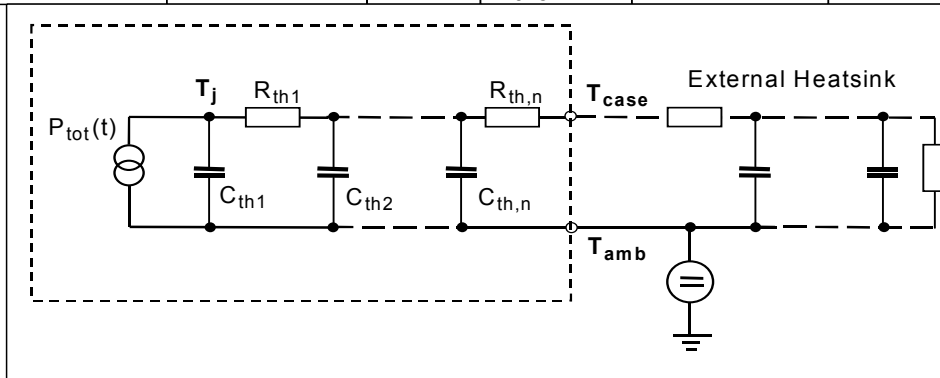 External Heatsink
T_j
R_th1
R_th,n
T_case
P_tot(t)
C_th1
C_th2
C_th,n
T_amb